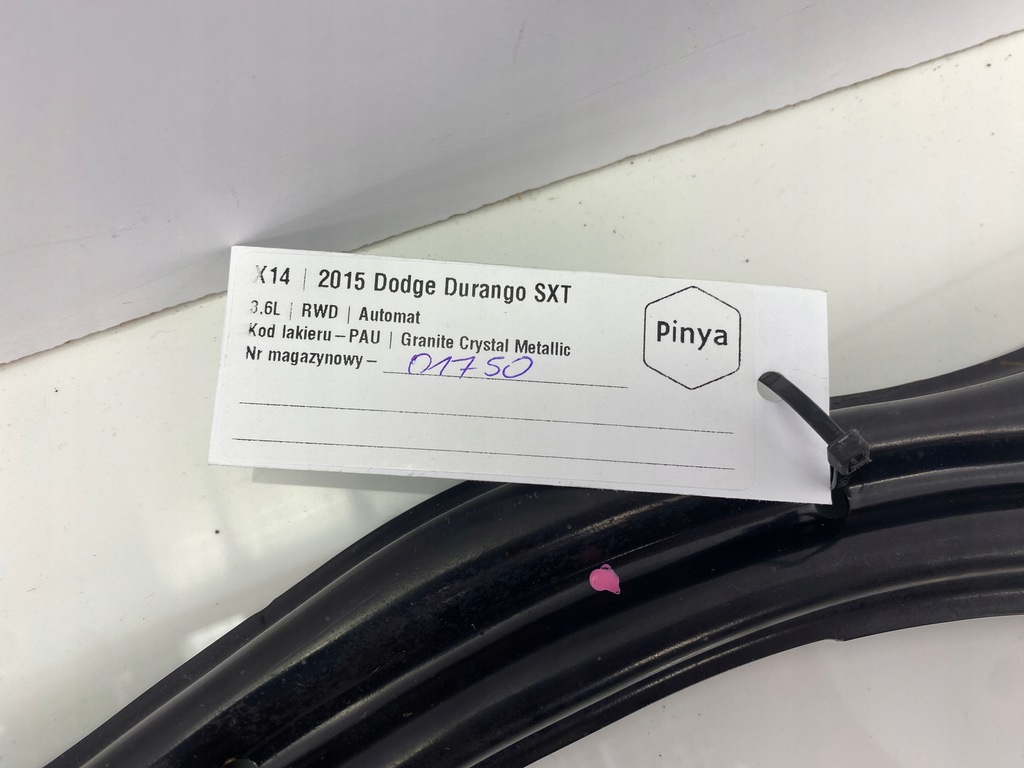 X14 | 2015 Dodge Durango SXT
3.6L | RWD | Automat
Kod lakieru – PAU | Granite Crystal Metallic
Nr magazynowy – 01750
Pinya